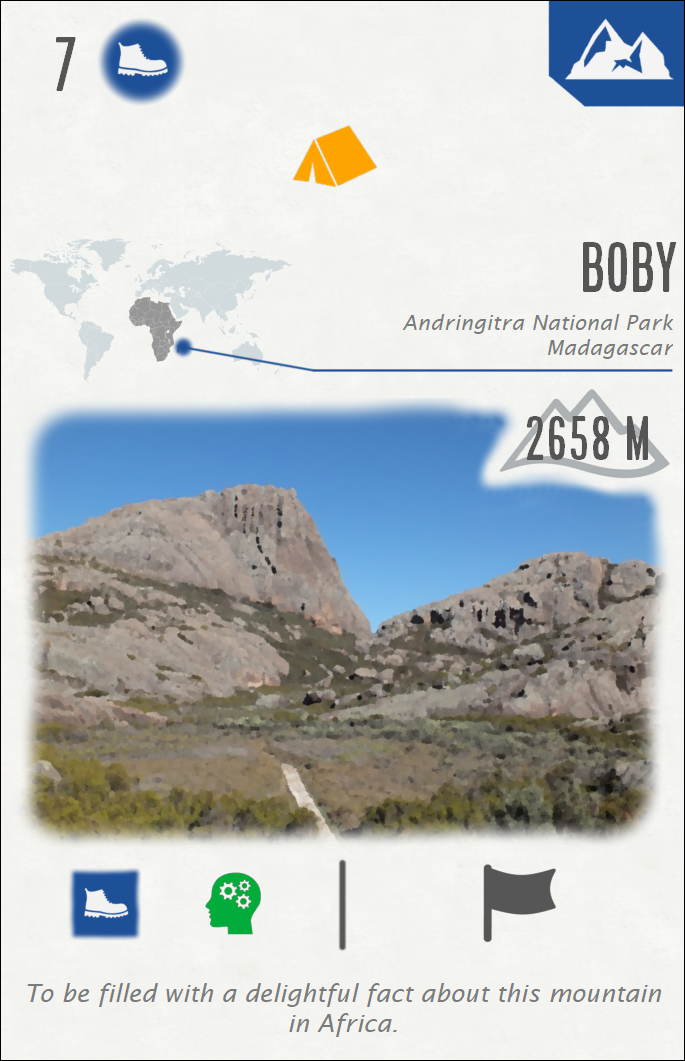 7
BOBY
Andringitra National Park
Madagascar
2658 M
To be filled with a delightful fact about this mountain
in Africa.